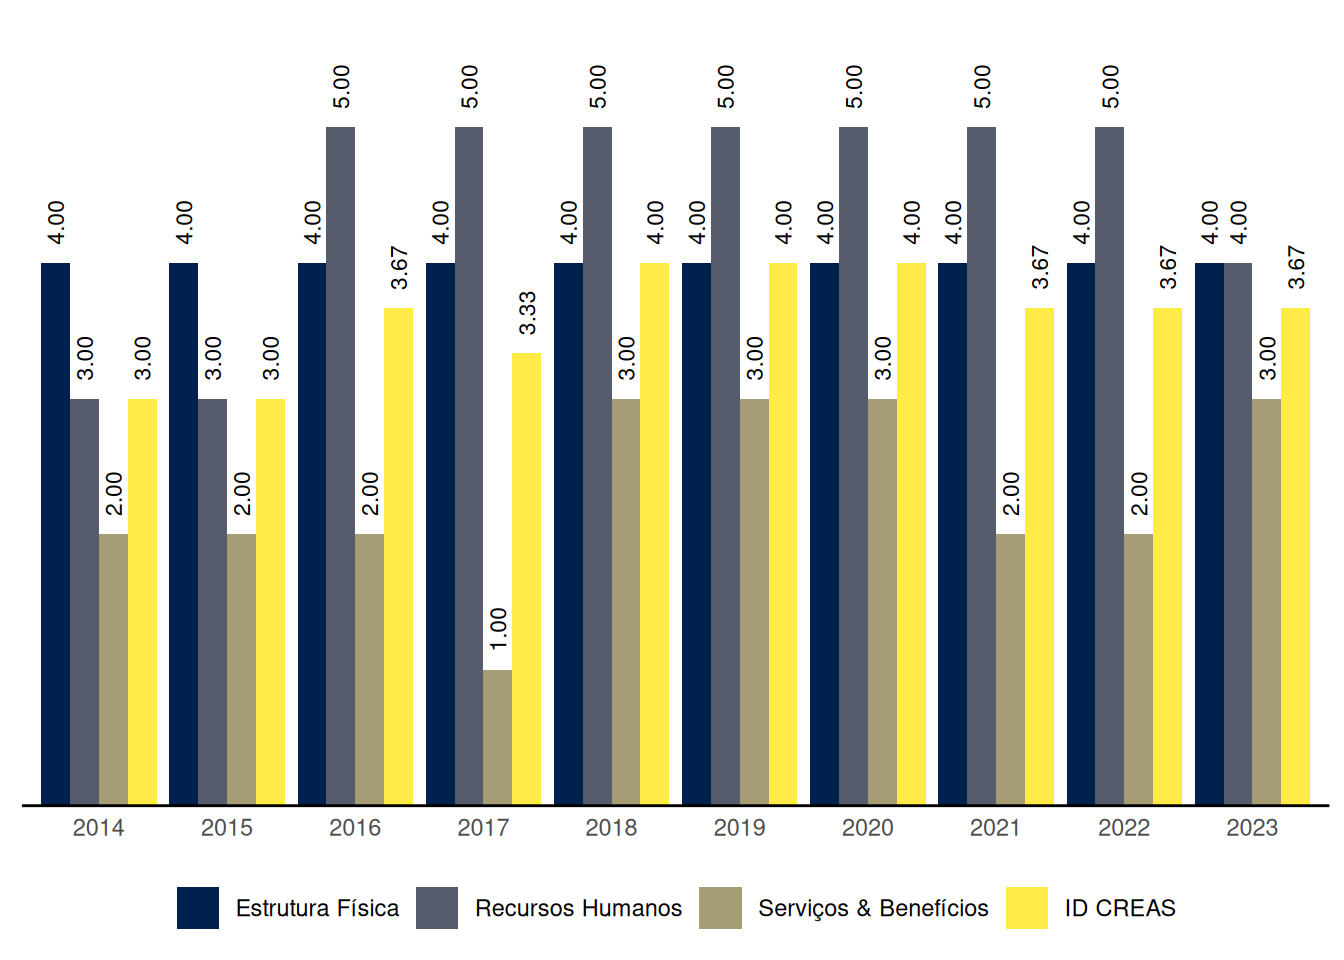 5.00 5.00 5.00 5.00 5.00 5.00 5.00
4.00 4.00 4.00 4.00 4.00 4.00 4.00 4.00 4.00 4.00 4.00 4.00 4.00 4.00
3.67 3.67 3.67 3.67
3.33
3.00 3.00 3.00 3.00 3.00 3.00 3.00 3.00
2.00 2.00 2.00 2.00 2.00
1.00
2014 2015 2016 2017 2018 2019 2020 2021 2022 2023
Estrutura Física Recursos Humanos Serviços & Benefícios ID CREAS